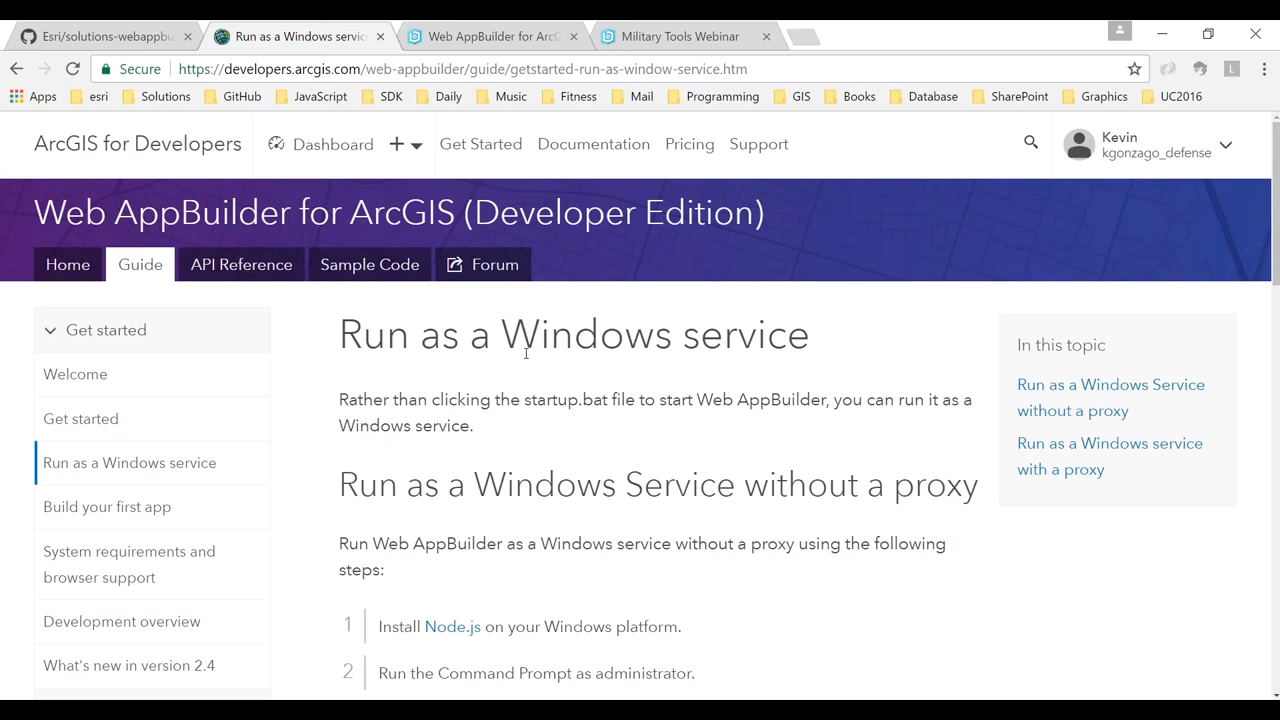 Esri/solutions-webappbu
Run as a Windows servic
Web AppBuilder for ArcG
Military Tools Webinar
Secure https://developers.arcgis.com/web-appbuilder/guide/getstarted-run-as-window-service.htm
L
Apps esri Solutions GitHub JavaScript SDK Daily Music Fitness Mail Programming GIS Books Database SharePoint Graphics UC2016
ArcGIS for Developers Dashboard Get Started Documentation Pricing Support
Kevin
kgonzago_defense
Web AppBuilder for ArcGIS (Developer Edition)
Home Guide API Reference Sample Code Forum
Get started
Welcome
Get started
Run as a Windows service
Build your first app
System requirements and
browser support
Development overview
What's new in version 2.4
Run as a Windows service
Rather than clicking the startup.bat file to start Web AppBuilder, you can run it as a
Windows service.
Run as a Windows Service without a proxy
Run Web AppBuilder as a Windows service without a proxy using the following
steps:
1 Install Node.js on your Windows platform.
2 Run the Command Prompt as administrator.
In this topic
Run as a Windows Service
without a proxy
Run as a Windows service
with a proxy